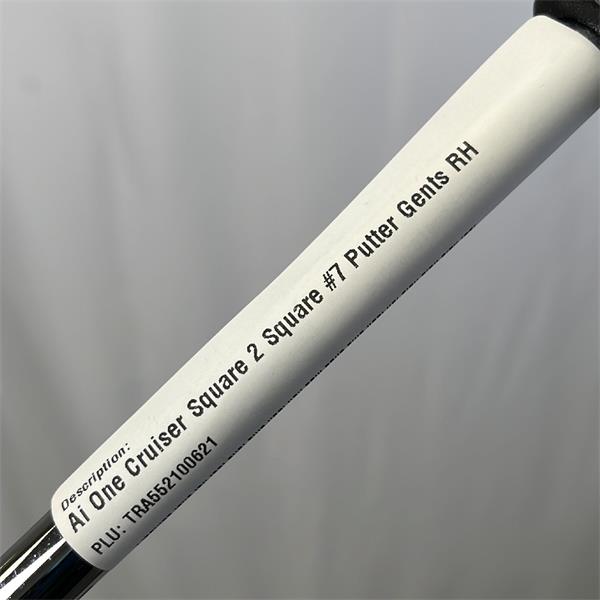 Description:
Ai One Cruiser Square 2 Square #7 Putter Gents RH
PLU: TRA552100621